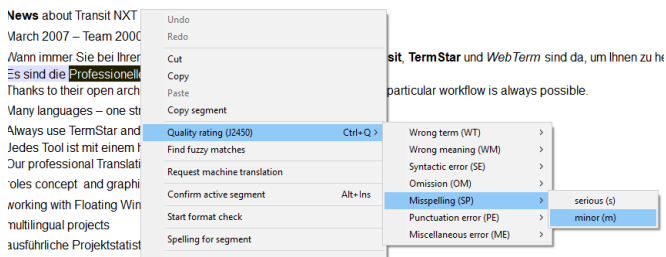 News about Transit NXT
March 2007 – Team 2000
Wann immer Sie bei Ihrer
sit, TermStar und WebTerm sind da, um Ihnen zu he
Es sind die Professionelle
Thanks to their open arch
particular workflow is always possible.
Many languages – one str
Always use TermStar and
Jedes Tool ist mit einem h
Our professional Translati
roles concept and graphi
working with Floating Win
multilingual projects
ausführliche Projektstatist
Undo
Redo
Cut
Copy
Paste
Copy segment
Quality rating (J2450) Ctrl+Q >
Find fuzzy matches
Request machine translation
Confirm active segment Alt+Ins
Start format check
Spelling for segment
Wrong term (WT) >
Wrong meaning (WM) >
Syntactic error (SE) >
Omission (OM) >
Misspelling (SP) >
Punctuation error (PE) >
Miscellaneous error (ME) >
serious (s)
minor (m)